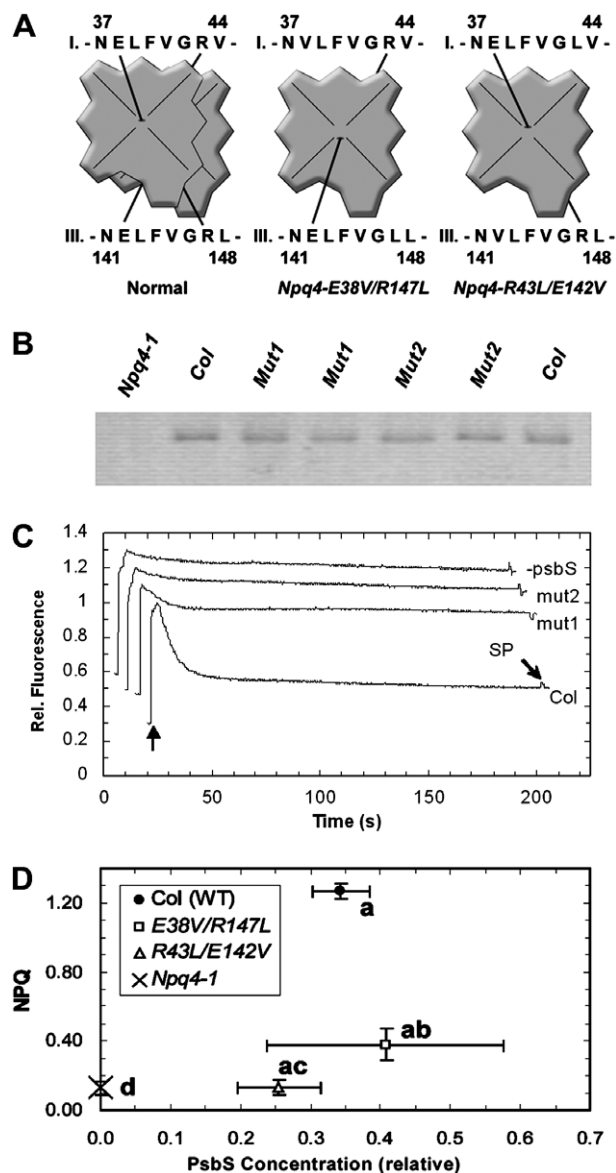 A
37 44 37 44 37 44
I. -NELFVGRV- I. -NVLFVGRV- I. -NELFVGLV-
III. -NELFVGRL- III. -NELFVGLL- III. -NVLFVGRL-
141 148 141 148 141 148
Normal Npq4-E38V/R147L Npq4-R43L/E142V
B
Npq4-1 Col Mut1 Mut1 Mut2 Mut2 Col
C
1.4
1.2
1
0.8
0.6
0.4
0.2
0
Rel. Fluorescence
-psbS
mut2
mut1
SP
Col
0 50 100 150 200
Time (s)
D
1.20
0.80
0.40
0.00
NPQ
Col (WT)
E38V/R147L
R43L/E142V
Npq4-1
a
ab
ac
d
0.0 0.1 0.2 0.3 0.4 0.5 0.6 0.7
PsbS Concentration (relative)